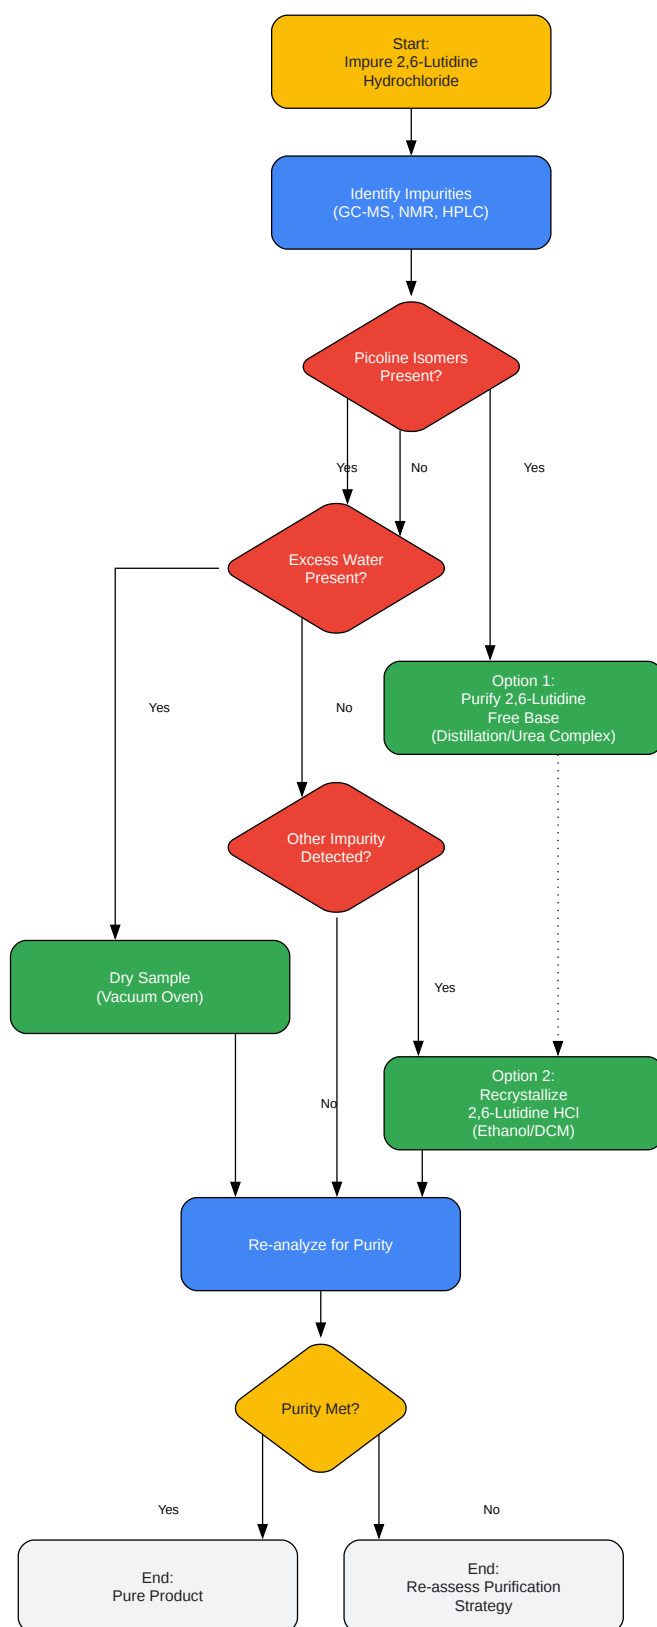 Start:
Impure 2,6-Lutidine
Hydrochloride
Identify Impurities
(GC-MS, NMR, HPLC)
Picoline Isomers
Present?
Yes
No
Yes
Excess Water
Present?
Option 1:
Purify 2,6-Lutidine
Free Base
(Distillation/Urea Complex)
Yes
No
Other Impurity
Detected?
Dry Sample
(Vacuum Oven)
Yes
Option 2:
Recrystallize
2,6-Lutidine HCl
(Ethanol/DCM)
No
Re-analyze for Purity
Purity Met?
Yes
No
End:
Pure Product
End:
Re-assess Purification
Strategy